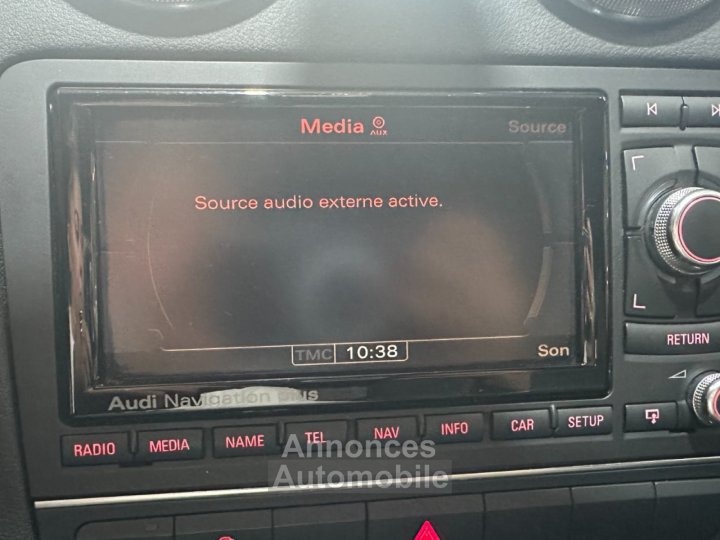 Media AUX
Source
Source audio externe active.
TMC 10:38
Son
Audi Navigation plus
RETURN
RADIO MEDIA NAME TEL NAV INFO CAR SETUP
Annonces
Automobile